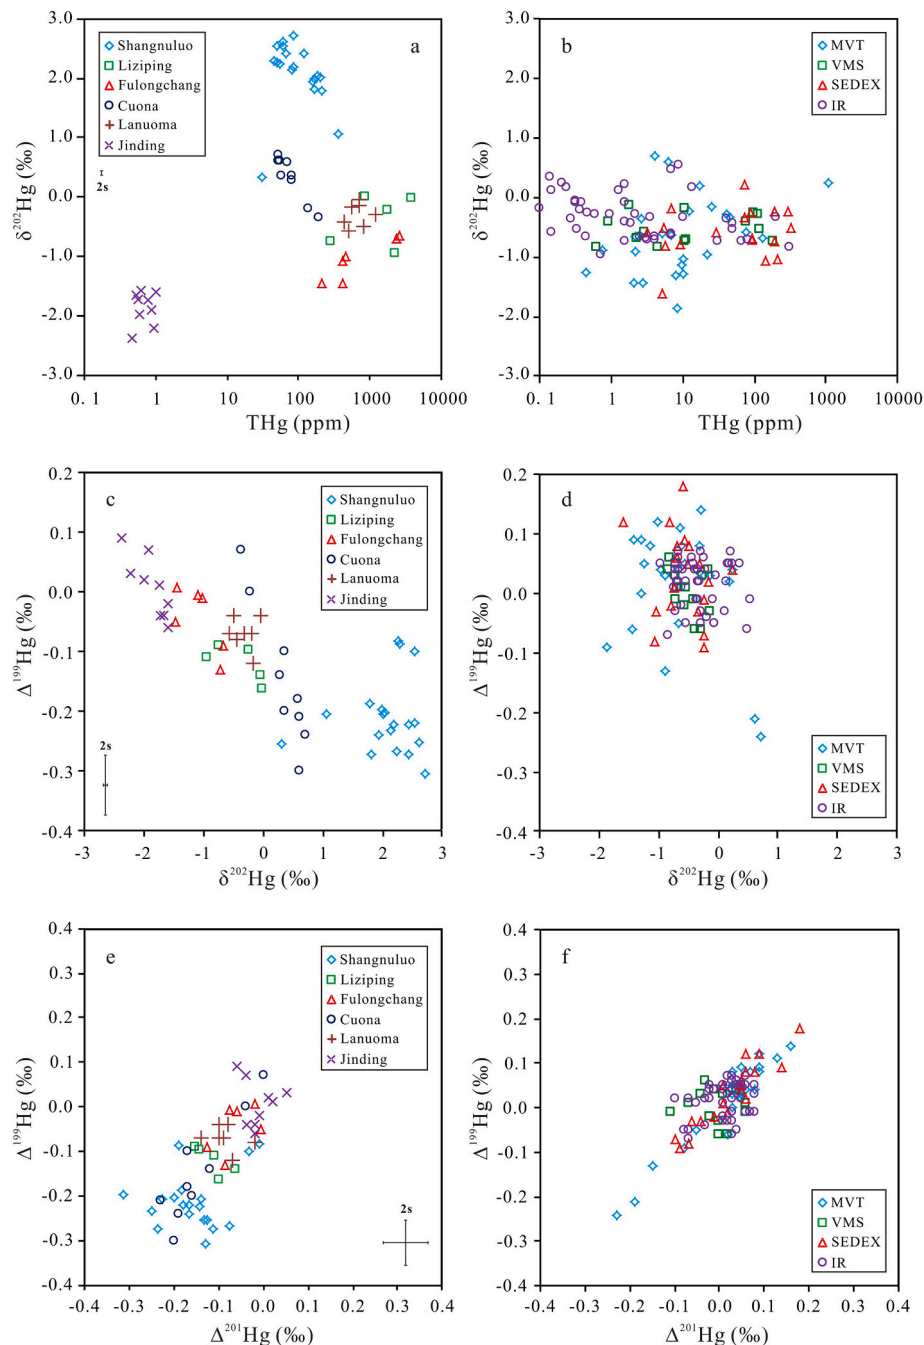 3.0
2.0
1.0
0.0
-1.0
-2.0
-3.0
δ²⁰²Hg (‰)
Shangnuluo
Liziping
Fulongchang
Cuona
Lanuoma
Jinding
2s
a
0. 1
1
10
100
1000
10000
THg (ppm)
3.0
2.0
1.0
0.0
-1.0
-2.0
-3.0
δ²⁰²Hg (‰)
b
MVT
VMS
SEDEX
IR
0. 1
1
10
100
1000
10000
THg (ppm)
0.2
0.1
0.0
-0.1
-0.2
-0.3
-0.4
Δ¹⁹⁹Hg (‰)
c
Shangnuluo
Liziping
Fulongchang
Cuona
Lanuoma
Jinding
2s
-3
-2
-1
0
1
2
3
δ²⁰²Hg (‰)
0.2
0.1
0.0
-0.1
-0.2
-0.3
-0.4
Δ¹⁹⁹Hg (‰)
d
MVT
VMS
SEDEX
IR
-3
-2
-1
0
1
2
3
δ²⁰²Hg (‰)
0.4
0.3
0.2
0.1
0.0
-0.1
-0.2
-0.3
-0.4
Δ¹⁹⁹Hg (‰)
e
Shangnuluo
Liziping
Fulongchang
Cuona
Lanuoma
Jinding
2s
-0.4
-0.3
-0.2
-0.1
0.0
0.1
0.2
0.3
0.4
Δ²⁰¹Hg (‰)
0.4
0.3
0.2
0.1
0.0
-0.1
-0.2
-0.3
-0.4
Δ¹⁹⁹Hg (‰)
f
MVT
VMS
SEDEX
IR
-0.4
-0.3
-0.2
-0.1
0.0
0.1
0.2
0.3
0.4
Δ²⁰¹Hg (‰)